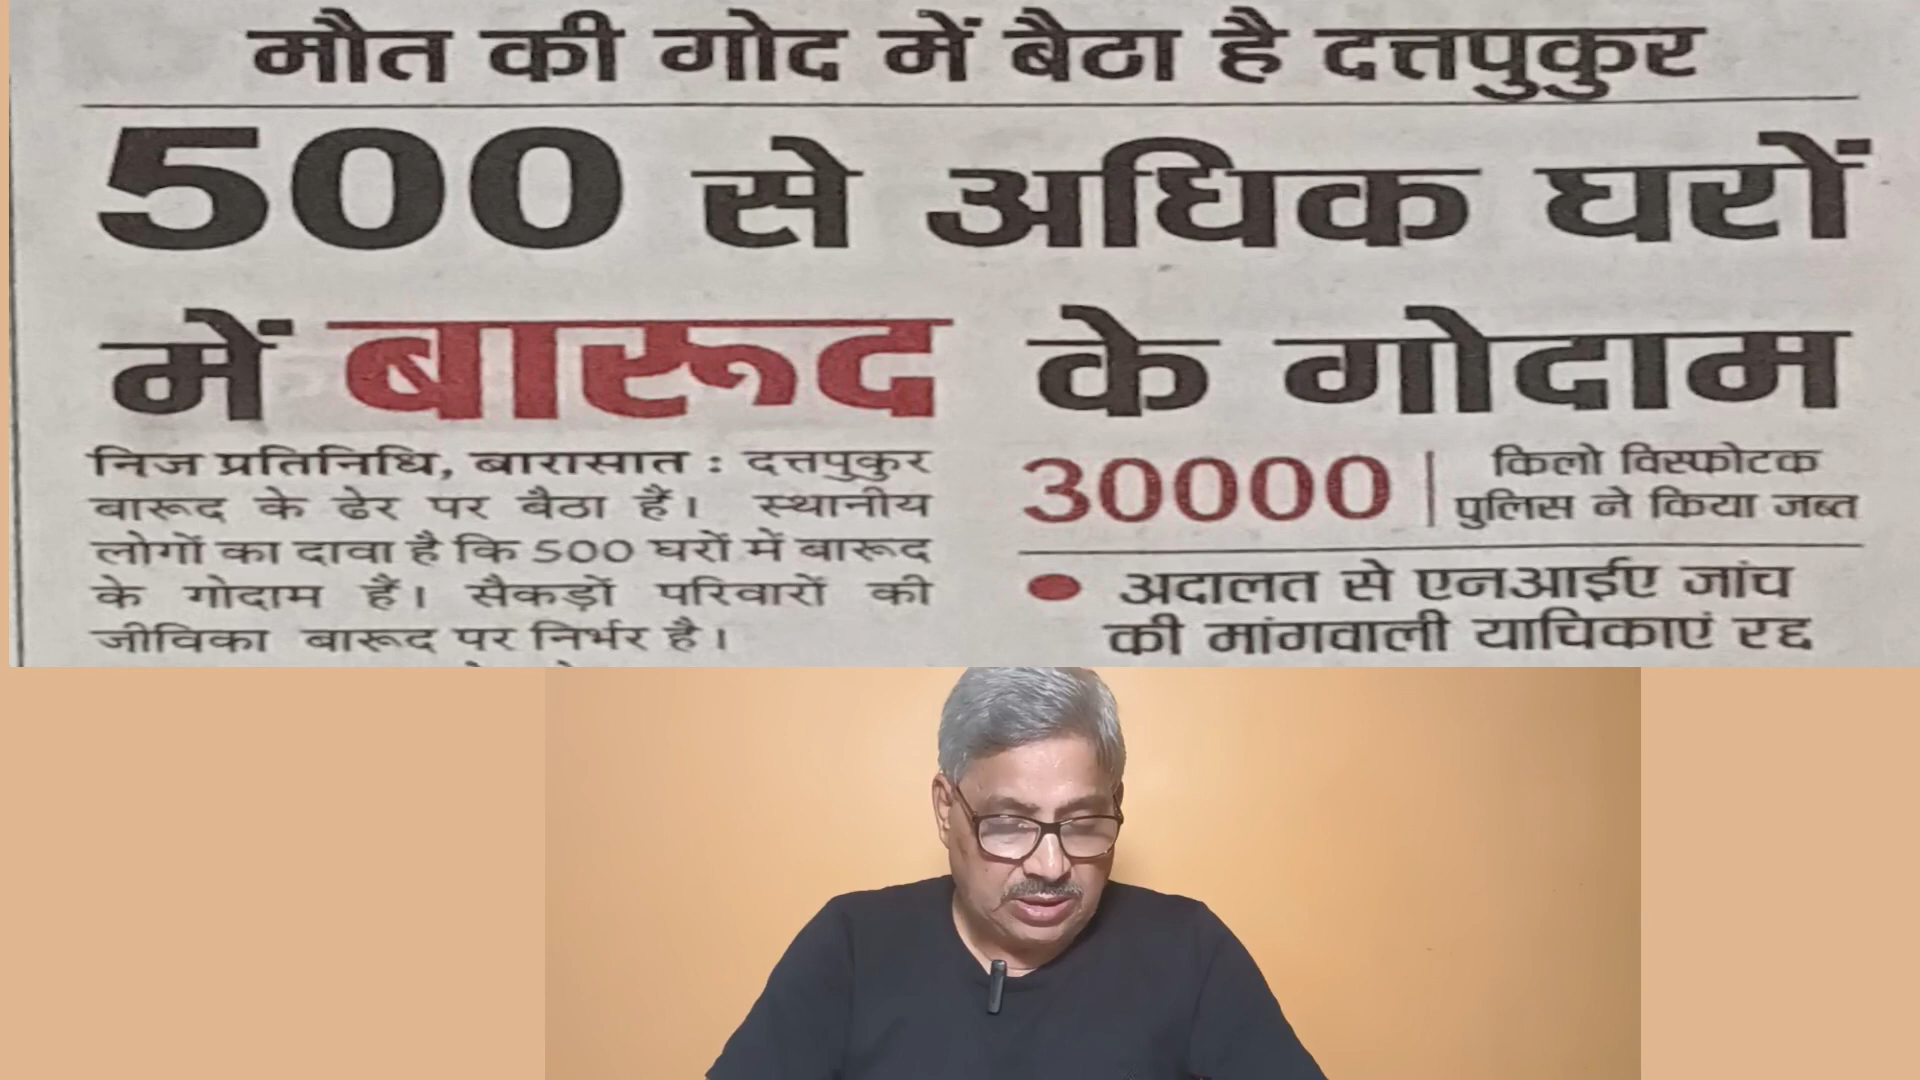 मौत की गोद में बैठा है दत्तपुकुर
500 से अधिक घरों
में बारूद के गोदाम
निज प्रतिनिधि, बारासात : दत्तपुकुर
बारूद के ढेर पर बैठा है। स्थानीय
लोगों का दावा है कि 500 घरों में बारूद
के गोदाम हैं। सैकड़ों परिवारों की
जीविका बारूद पर निर्भर है।
30000
किलो विस्फोटक
पुलिस ने किया जब्त
अदालत से एनआईए जांच
की मांगवाली याचिकाएं रद्द